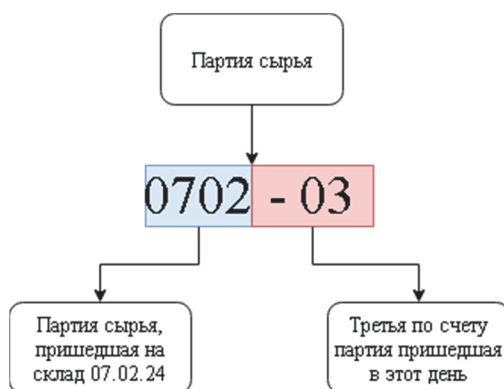 Партия сырья
0702 - 03
Партия сырья,
пришедшая на
склад 07.02.24
Третья по счету
партия пришедшая
в этот день